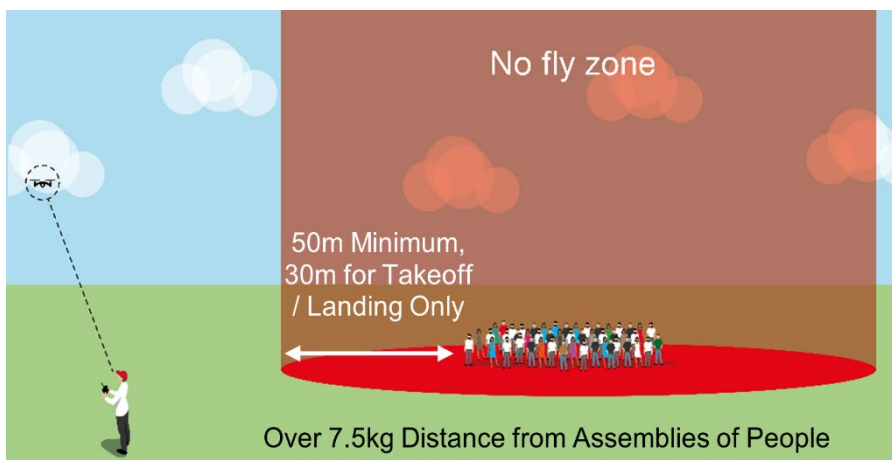 No fly zone
50m Minimum,
30m for Takeoff
/ Landing Only
Over 7.5kg Distance from Assemblies of People